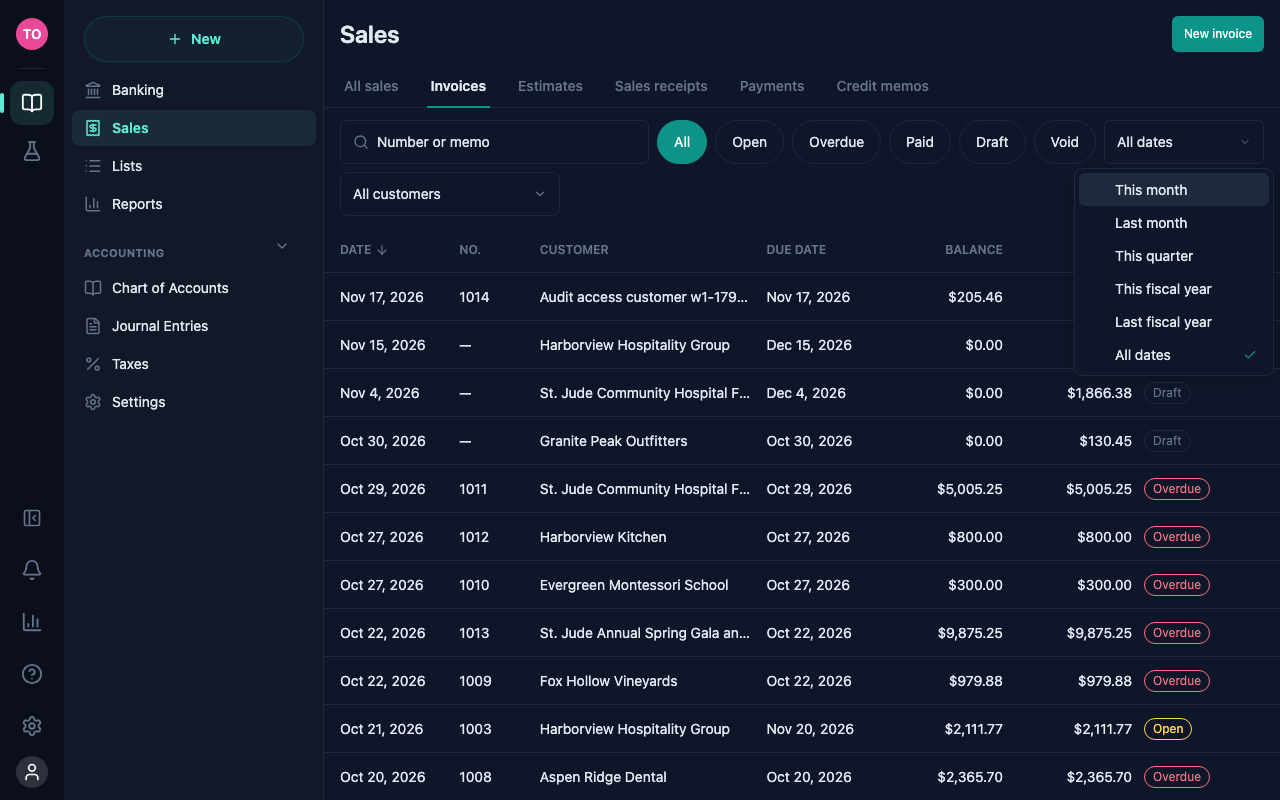 TO
New
Banking
Sales
Lists
Reports
ACCOUNTING
Chart of Accounts
Journal Entries
Taxes
Settings
Sales
New invoice
All sales Invoices Estimates Sales receipts Payments Credit memos
Number or memo All Open Overdue Paid Draft Void All dates
All customers
This month
Last month
This quarter
This fiscal year
Last fiscal year
All dates
DATE NO. CUSTOMER DUE DATE BALANCE
Nov 17, 2026 1014 Audit access customer w1-179... Nov 17, 2026 $205.46
Nov 15, 2026 — Harborview Hospitality Group Dec 15, 2026 $0.00
Nov 4, 2026 — St. Jude Community Hospital F... Dec 4, 2026 $0.00 $1,866.38 Draft
Oct 30, 2026 — Granite Peak Outfitters Oct 30, 2026 $0.00 $130.45 Draft
Oct 29, 2026 1011 St. Jude Community Hospital F... Oct 29, 2026 $5,005.25 $5,005.25 Overdue
Oct 27, 2026 1012 Harborview Kitchen Oct 27, 2026 $800.00 $800.00 Overdue
Oct 27, 2026 1010 Evergreen Montessori School Oct 27, 2026 $300.00 $300.00 Overdue
Oct 22, 2026 1013 St. Jude Annual Spring Gala an... Oct 22, 2026 $9,875.25 $9,875.25 Overdue
Oct 22, 2026 1009 Fox Hollow Vineyards Oct 22, 2026 $979.88 $979.88 Overdue
Oct 21, 2026 1003 Harborview Hospitality Group Nov 20, 2026 $2,111.77 $2,111.77 Open
Oct 20, 2026 1008 Aspen Ridge Dental Oct 20, 2026 $2,365.70 $2,365.70 Overdue